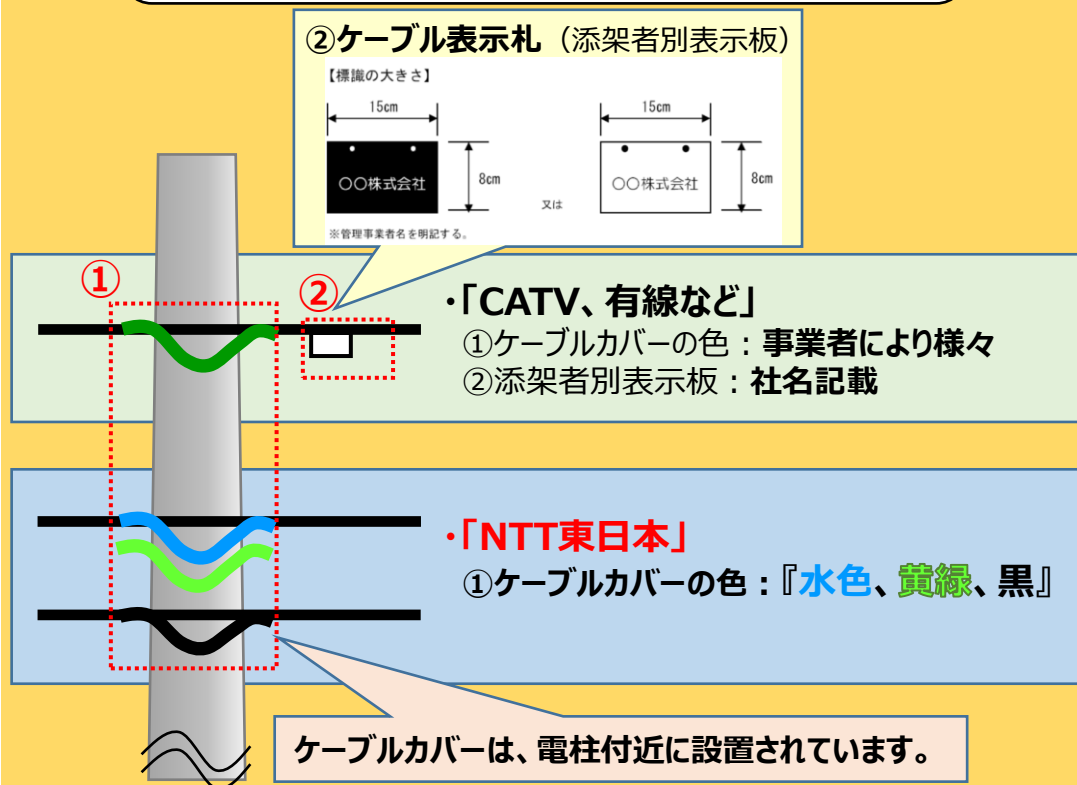 ②ケーブル表示札（添架者別表示板）
【標識の大きさ】
15cm
15cm
○○株式会社
8cm
又は
○○株式会社
8cm
※管理事業者名を明記する。
①
②
・「CATV、有線など」
①ケーブルカバーの色：事業者により様々
②添架者別表示板：社名記載
・「NTT東日本」
①ケーブルカバーの色：『水色、黄緑、黒』
ケーブルカバーは、電柱付近に設置されています。